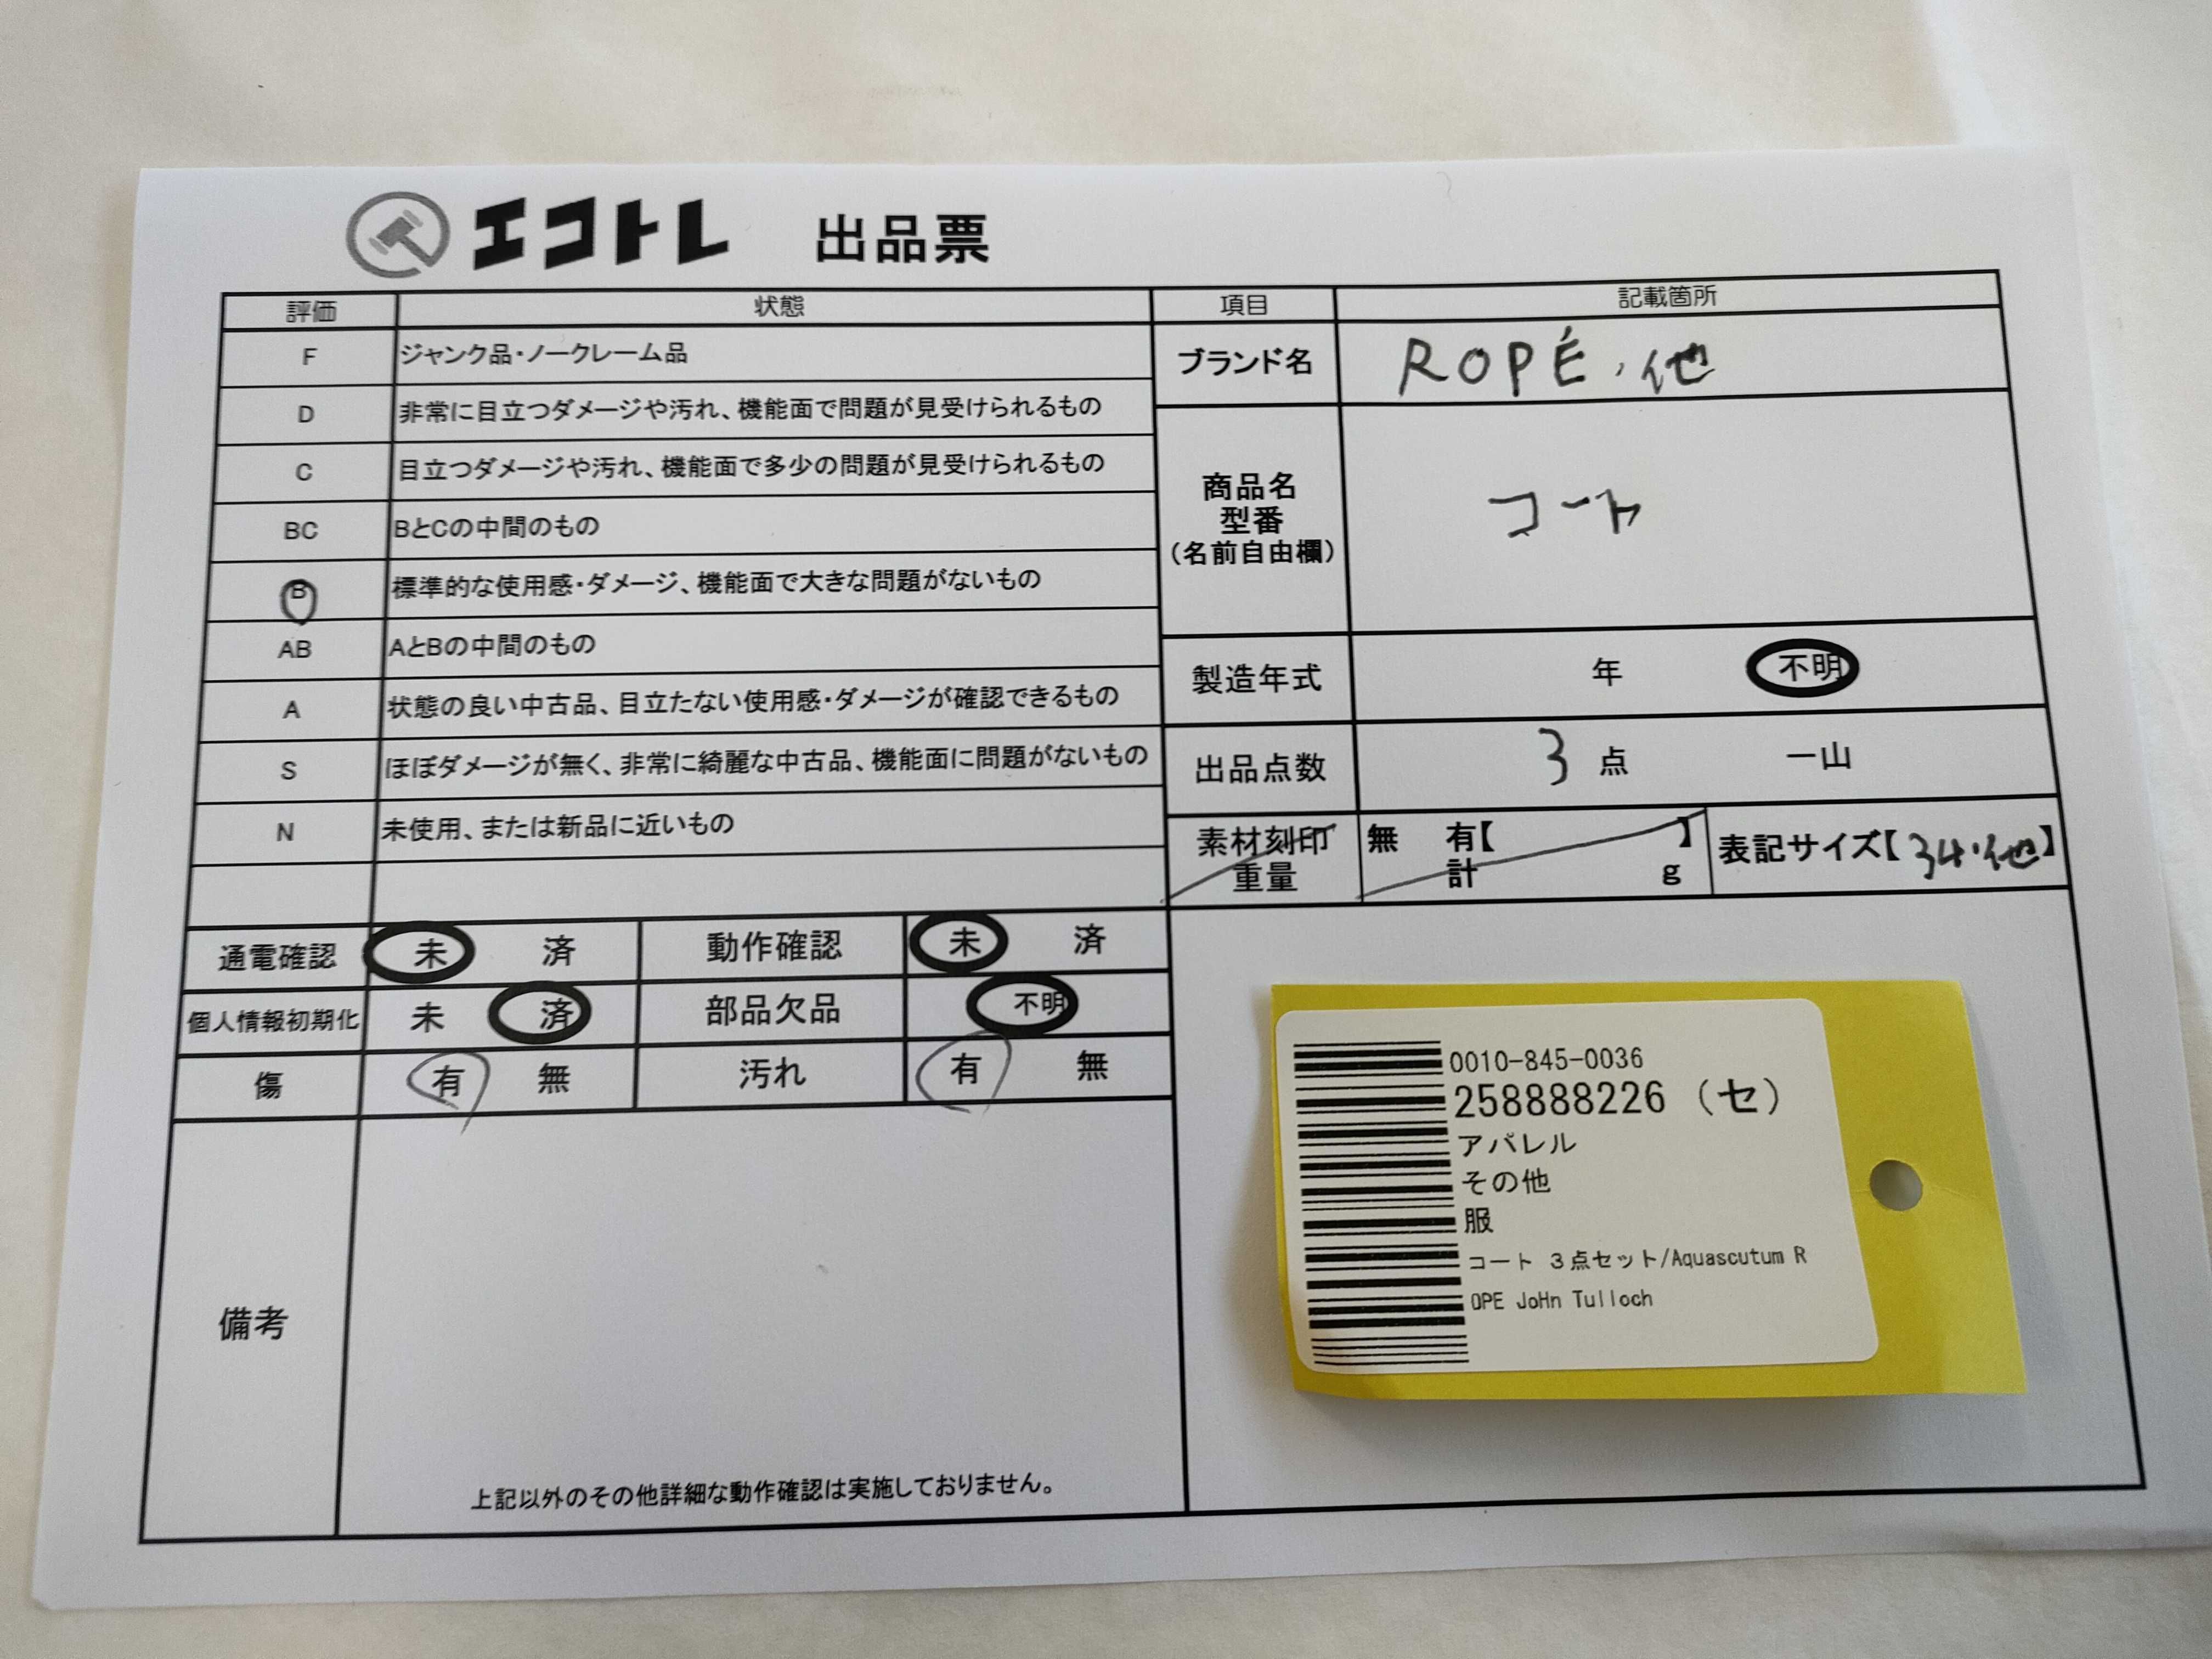 エコトレ 出品票
評価 状態
F ジャンク品・ノークレーム品
D 非常に目立つダメージや汚れ、機能面で問題が見受けられるもの
C 目立つダメージや汚れ、機能面で多少の問題が見受けられるもの
BC BとCの中間のもの
B 標準的な使用感・ダメージ、機能面で大きな問題がないもの
AB AとBの中間のもの
A 状態の良い中古品、目立たない使用感・ダメージが確認できるもの
S ほぼダメージが無く、非常に綺麗な中古品、機能面に問題がないもの
N 未使用、または新品に近いもの
項目 記載箇所
ブランド名 ROPÉ、他
商品名
型番
(名前自由欄)
コート
製造年式 年 不明
出品点数 3 点 一山
素材刻印 無 有【 】
重量 計 g
表記サイズ【34・他】
通電確認 未 済 動作確認 未 済
個人情報初期化 未 済 部品欠品 不明
傷 有 無 汚れ 有 無
備考
上記以外のその他詳細な動作確認は実施しておりません。
0010-845-0036
258888226 (セ)
アパレル
その他
服
コート 3点セット/Aquascutum R
OPE JoHn Tulloch